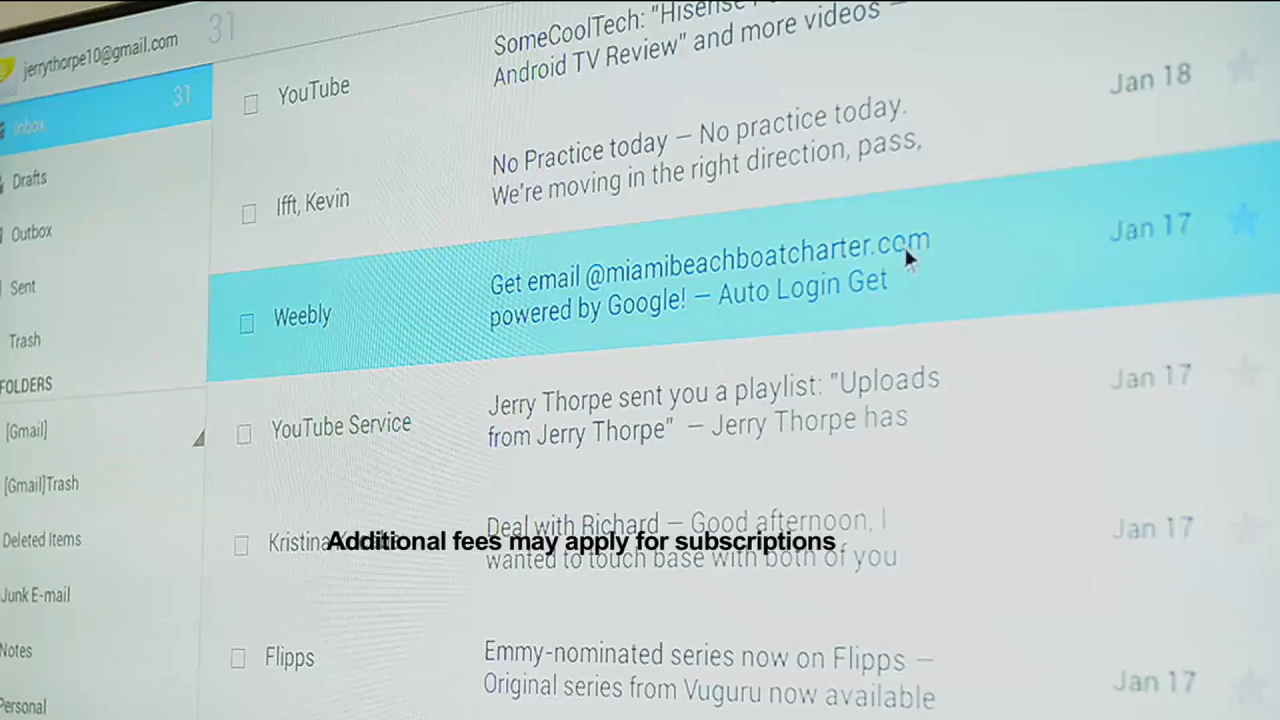 jerrythorpe10@gmail.com
31
Inbox
31
Drafts
Outbox
Sent
Trash
FOLDERS
[Gmail]
[Gmail]Trash
Deleted Items
Junk E-mail
Notes
Personal
YouTube
SomeCoolTech: "Hisense
Android TV Review" and more videos –
Ifft, Kevin
No Practice today – No practice today.
We're moving in the right direction, pass,
Jan 18
Weebly
Get email @miamibeachboatcharter.com
powered by Google! – Auto Login Get
Jan 17
YouTube Service
Jerry Thorpe sent you a playlist: "Uploads
from Jerry Thorpe" – Jerry Thorpe has
Jan 17
Kristina
Deal with Richard – Good afternoon, I
wanted to touch base with both of you
Jan 17
Additional fees may apply for subscriptions
Flipps
Emmy-nominated series now on Flipps –
Original series from Vuguru now available
Jan 17